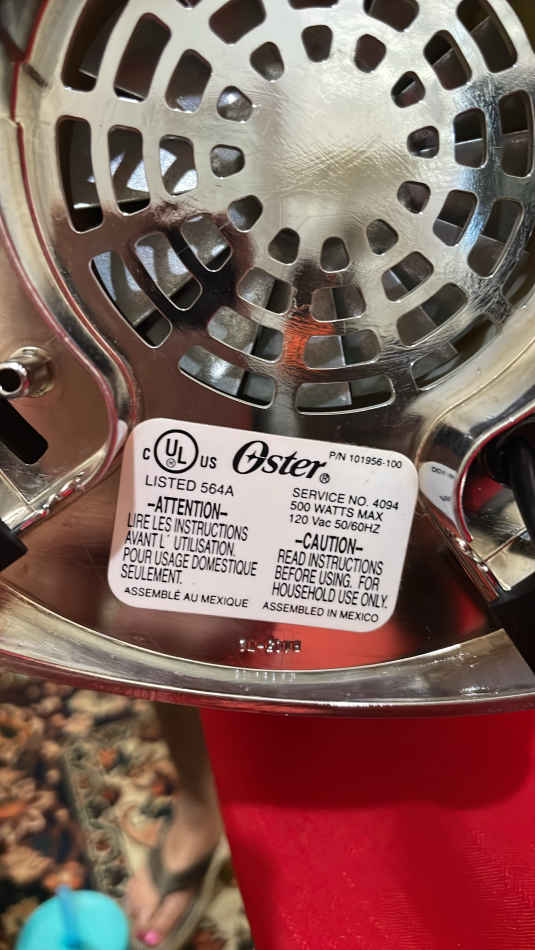 C UL US Oster®
P/N 101956-100
LISTED 564A
-ATTENTION-
LIRE LES INSTRUCTIONS
AVANT L' UTILISATION.
POUR USAGE DOMESTIQUE
SEULEMENT.
ASSEMBLÉ AU MEXIQUE
SERVICE NO. 4094
500 WATTS MAX
120 Vac 50/60HZ
-CAUTION-
READ INSTRUCTIONS
BEFORE USING. FOR
HOUSEHOLD USE ONLY.
ASSEMBLED IN MEXICO